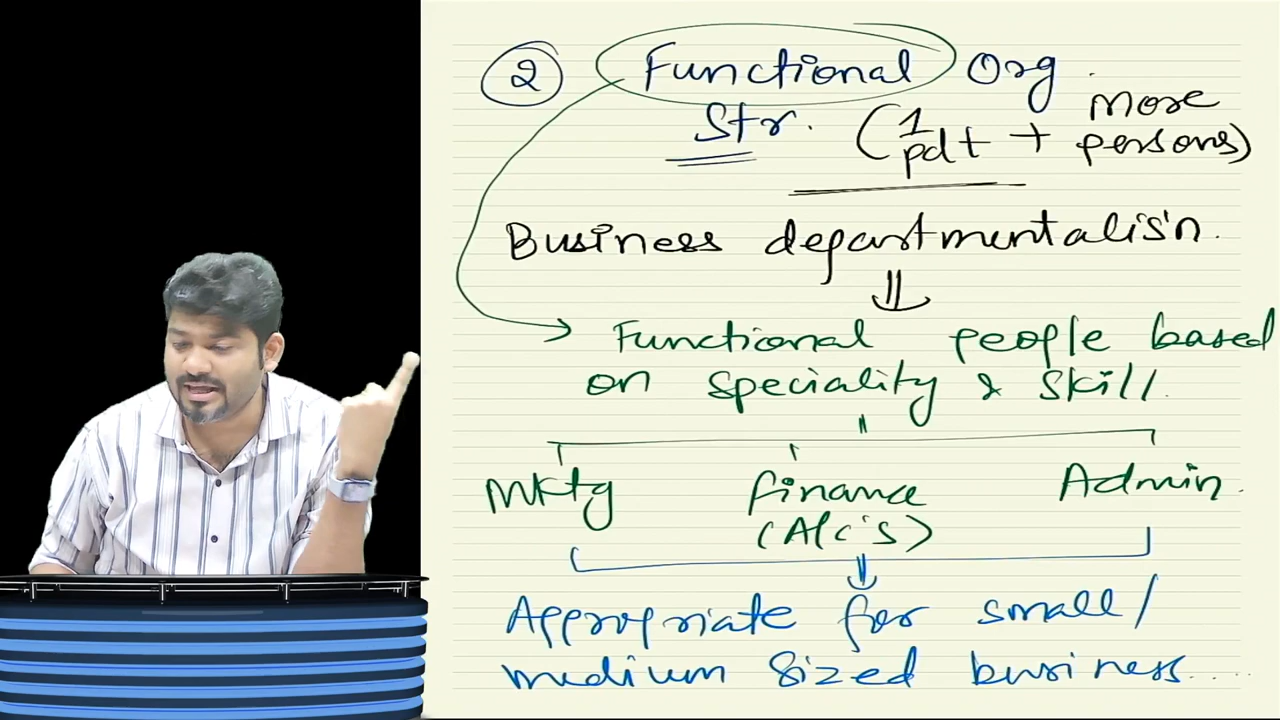 ② Functional Org.
Str. (1 pdt + more persons)
Business departmentalis'n.
Functional people based
on speciality & skill.
Mktg finance Admin.
(A/c's)
Appropriate for small/
medium sized business....